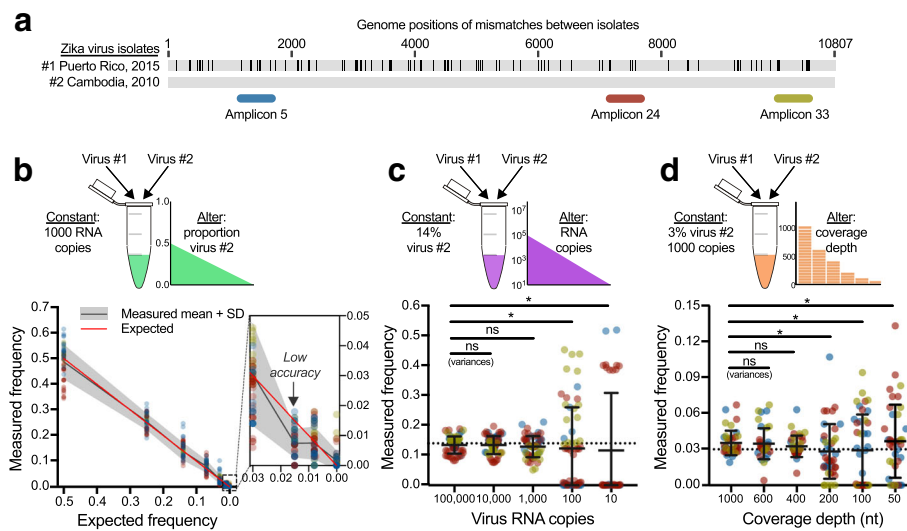 a
Genome positions of mismatches between isolates
Zika virus isolates
1 2000 4000 6000 8000 10807
#1 Puerto Rico, 2015
#2 Cambodia, 2010
Amplicon 5
Amplicon 24
Amplicon 33
b
Virus #1 Virus #2
Constant:
1000 RNA
copies
1.0
0.5
0.0
Alter:
proportion
virus #2
Measured mean + SD
Expected
Low
accuracy
Measured frequency
0.7
0.6
0.5
0.4
0.3
0.2
0.1
0.0
0.5 0.4 0.3 0.2 0.1 0.0
Expected frequency
0.05
0.04
0.03
0.02
0.01
0.00
0.03 0.02 0.01 0.00
c
Virus #1 Virus #2
Constant:
14%
virus #2
10⁷
10⁵
10³
10¹
Alter:
RNA
copies
Measured frequency
0.6
0.5
0.4
0.3
0.2
0.1
0.0
*
*
ns
ns
(variances)
100,000 10,000 1,000 100 10
Virus RNA copies
d
Virus #1 Virus #2
Constant:
3% virus #2
1000 copies
1000
500
0
Alter:
coverage
depth
Measured frequency
0.15
0.12
0.09
0.06
0.03
0.00
*
*
*
ns
ns
(variances)
1000 600 400 200 100 50
Coverage depth (nt)